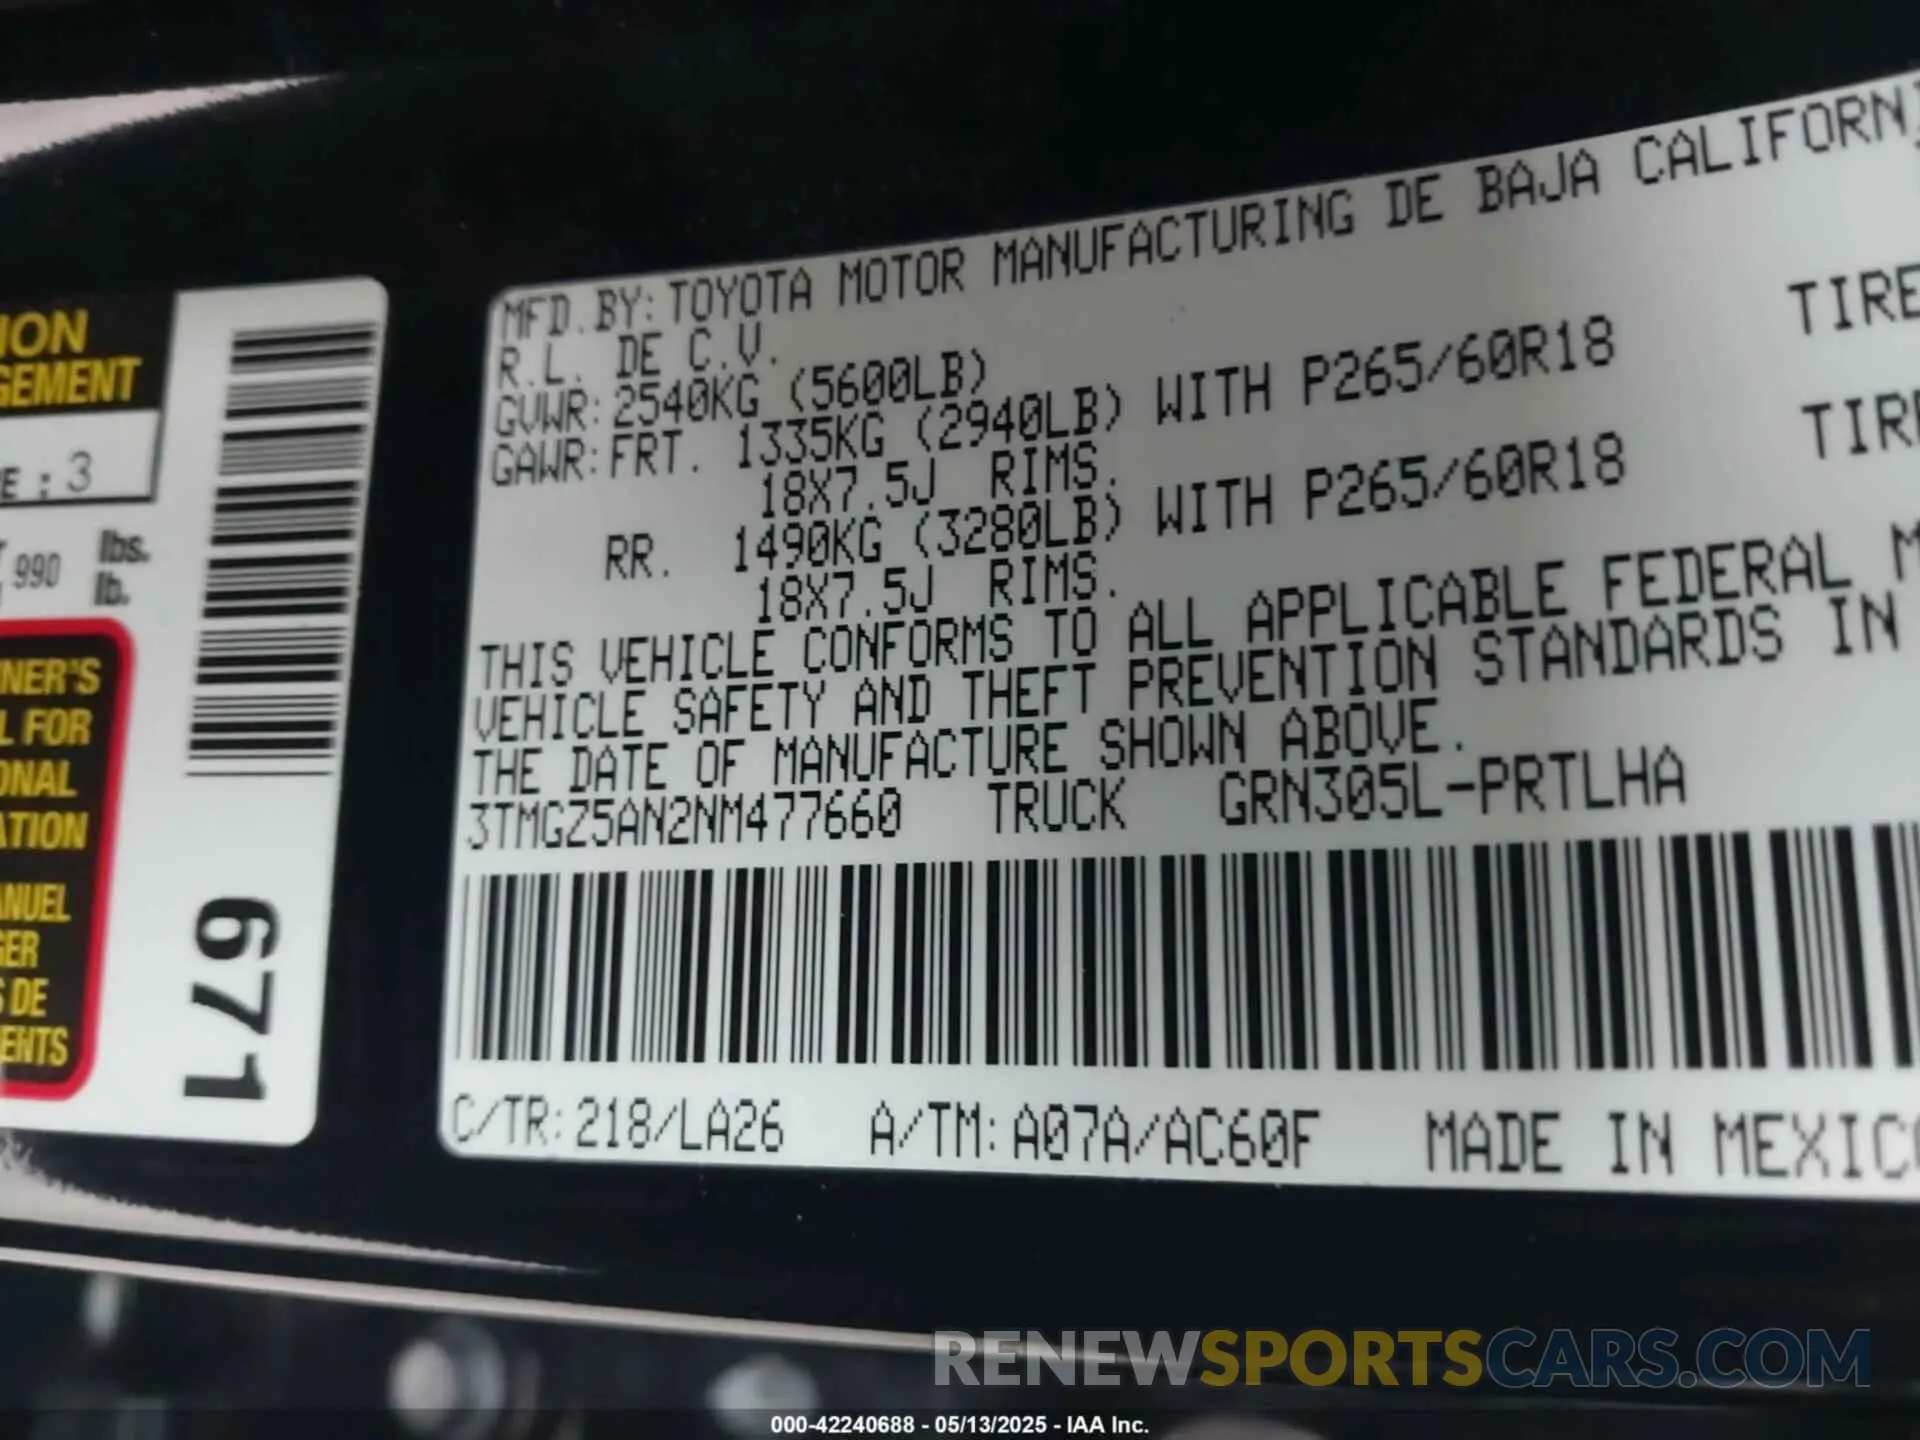 ION
GEMENT
E : 3
990
lbs.
lb.
NER'S
L FOR
ONAL
ATION
ANUEL
GER
S DE
ENTS
671
MFD. BY: TOYOTA MOTOR MANUFACTURING DE BAJA CALIFORNI
R.L. DE C.V.
GVWR: 2540KG (5600LB)
GAWR: FRT. 1335KG (2940LB) WITH P265/60R18 TIRE
18X7.5J RIMS.
RR. 1490KG (3280LB) WITH P265/60R18 TIRE
18X7.5J RIMS.
THIS VEHICLE CONFORMS TO ALL APPLICABLE FEDERAL M
VEHICLE SAFETY AND THEFT PREVENTION STANDARDS IN
THE DATE OF MANUFACTURE SHOWN ABOVE.
3TMGZ5AN2NM477660 TRUCK GRN305L-PRTLHA
C/TR: 218/LA26 A/TM: A07A/AC60F MADE IN MEXICO
RENEWSPORTSCARS.COM
000-42240688 - 05/13/2025 - IAA Inc.